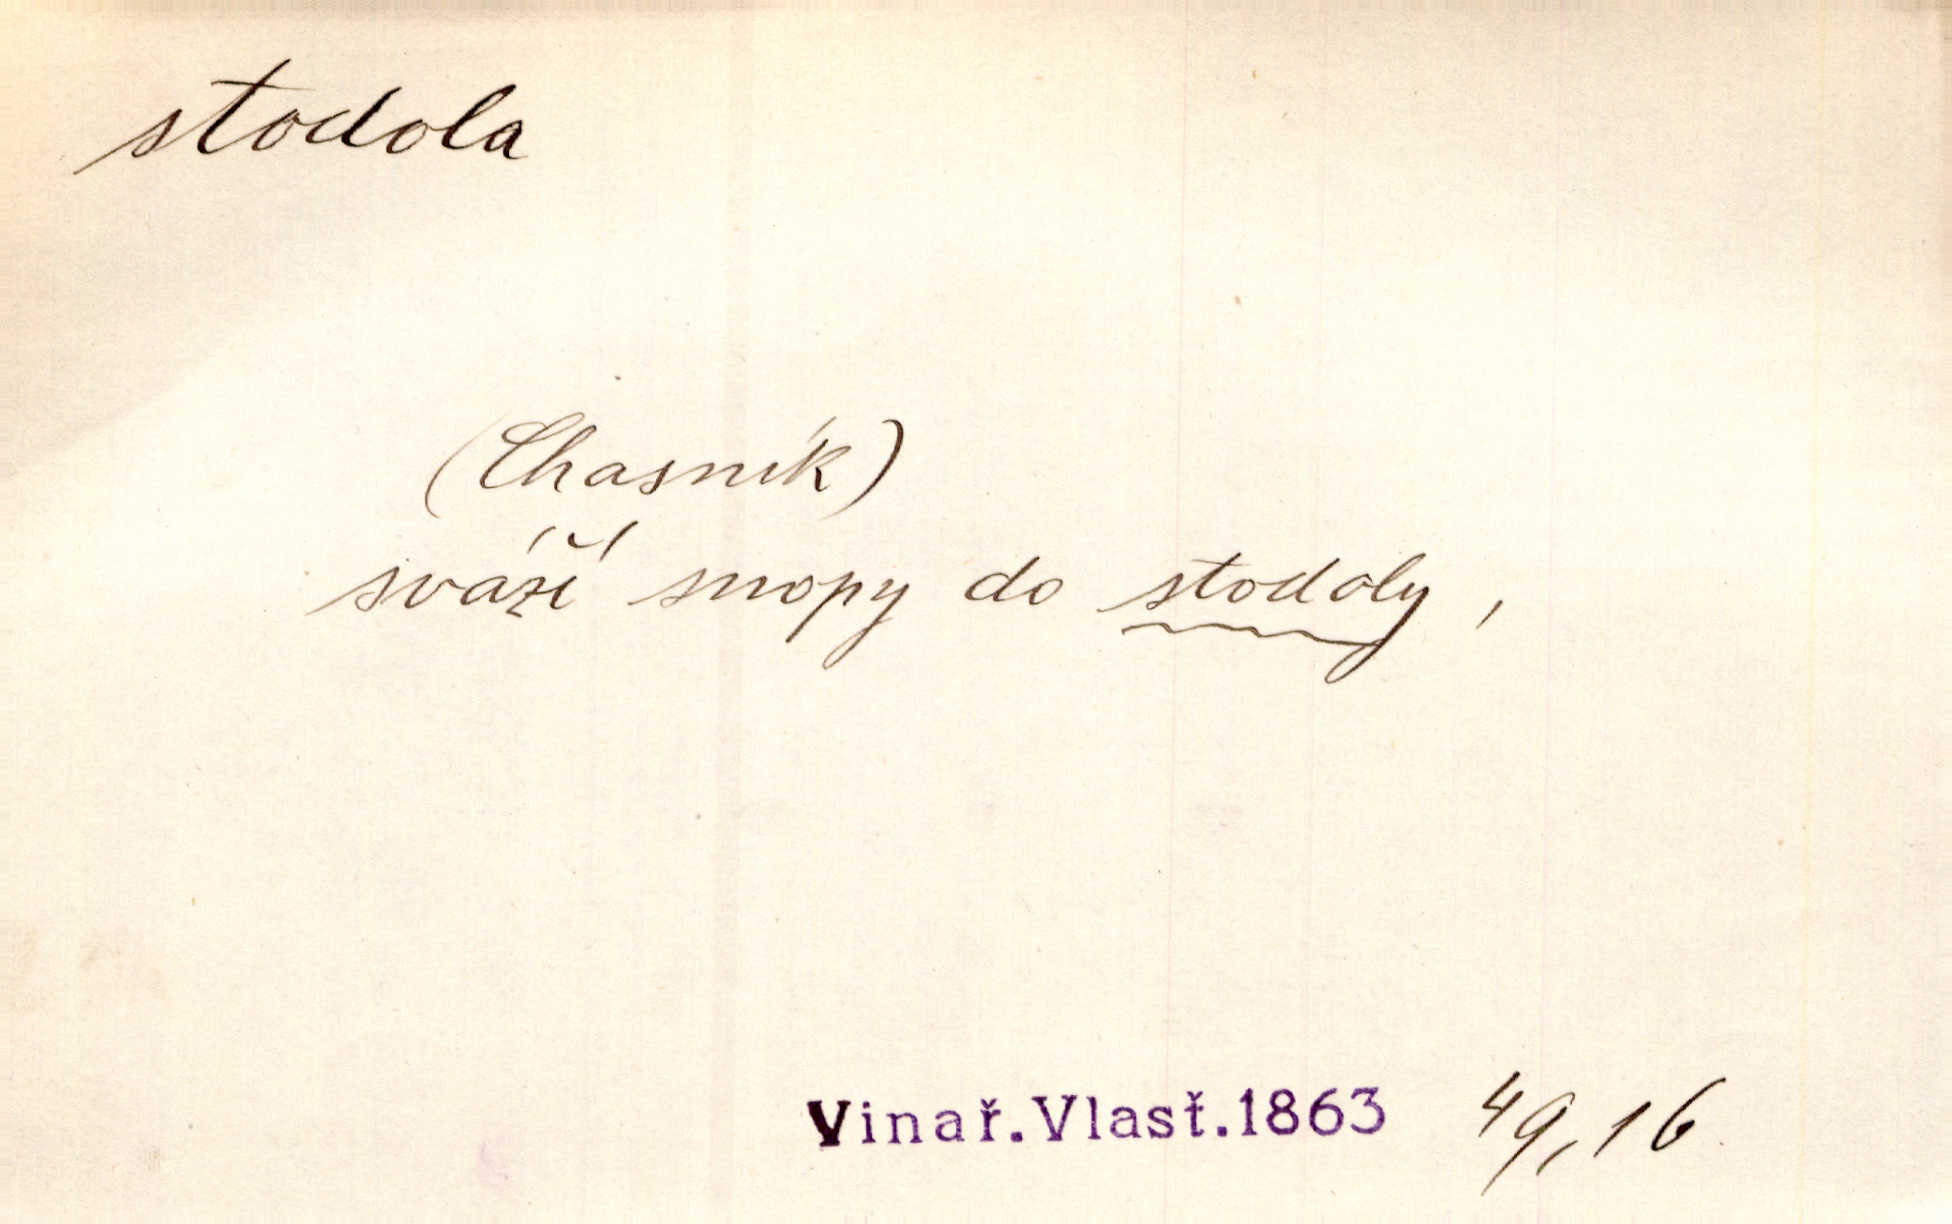 stodola
(Chasník)
sváží snopy do stodoly,
Vinař.Vlasť.1863 49,16